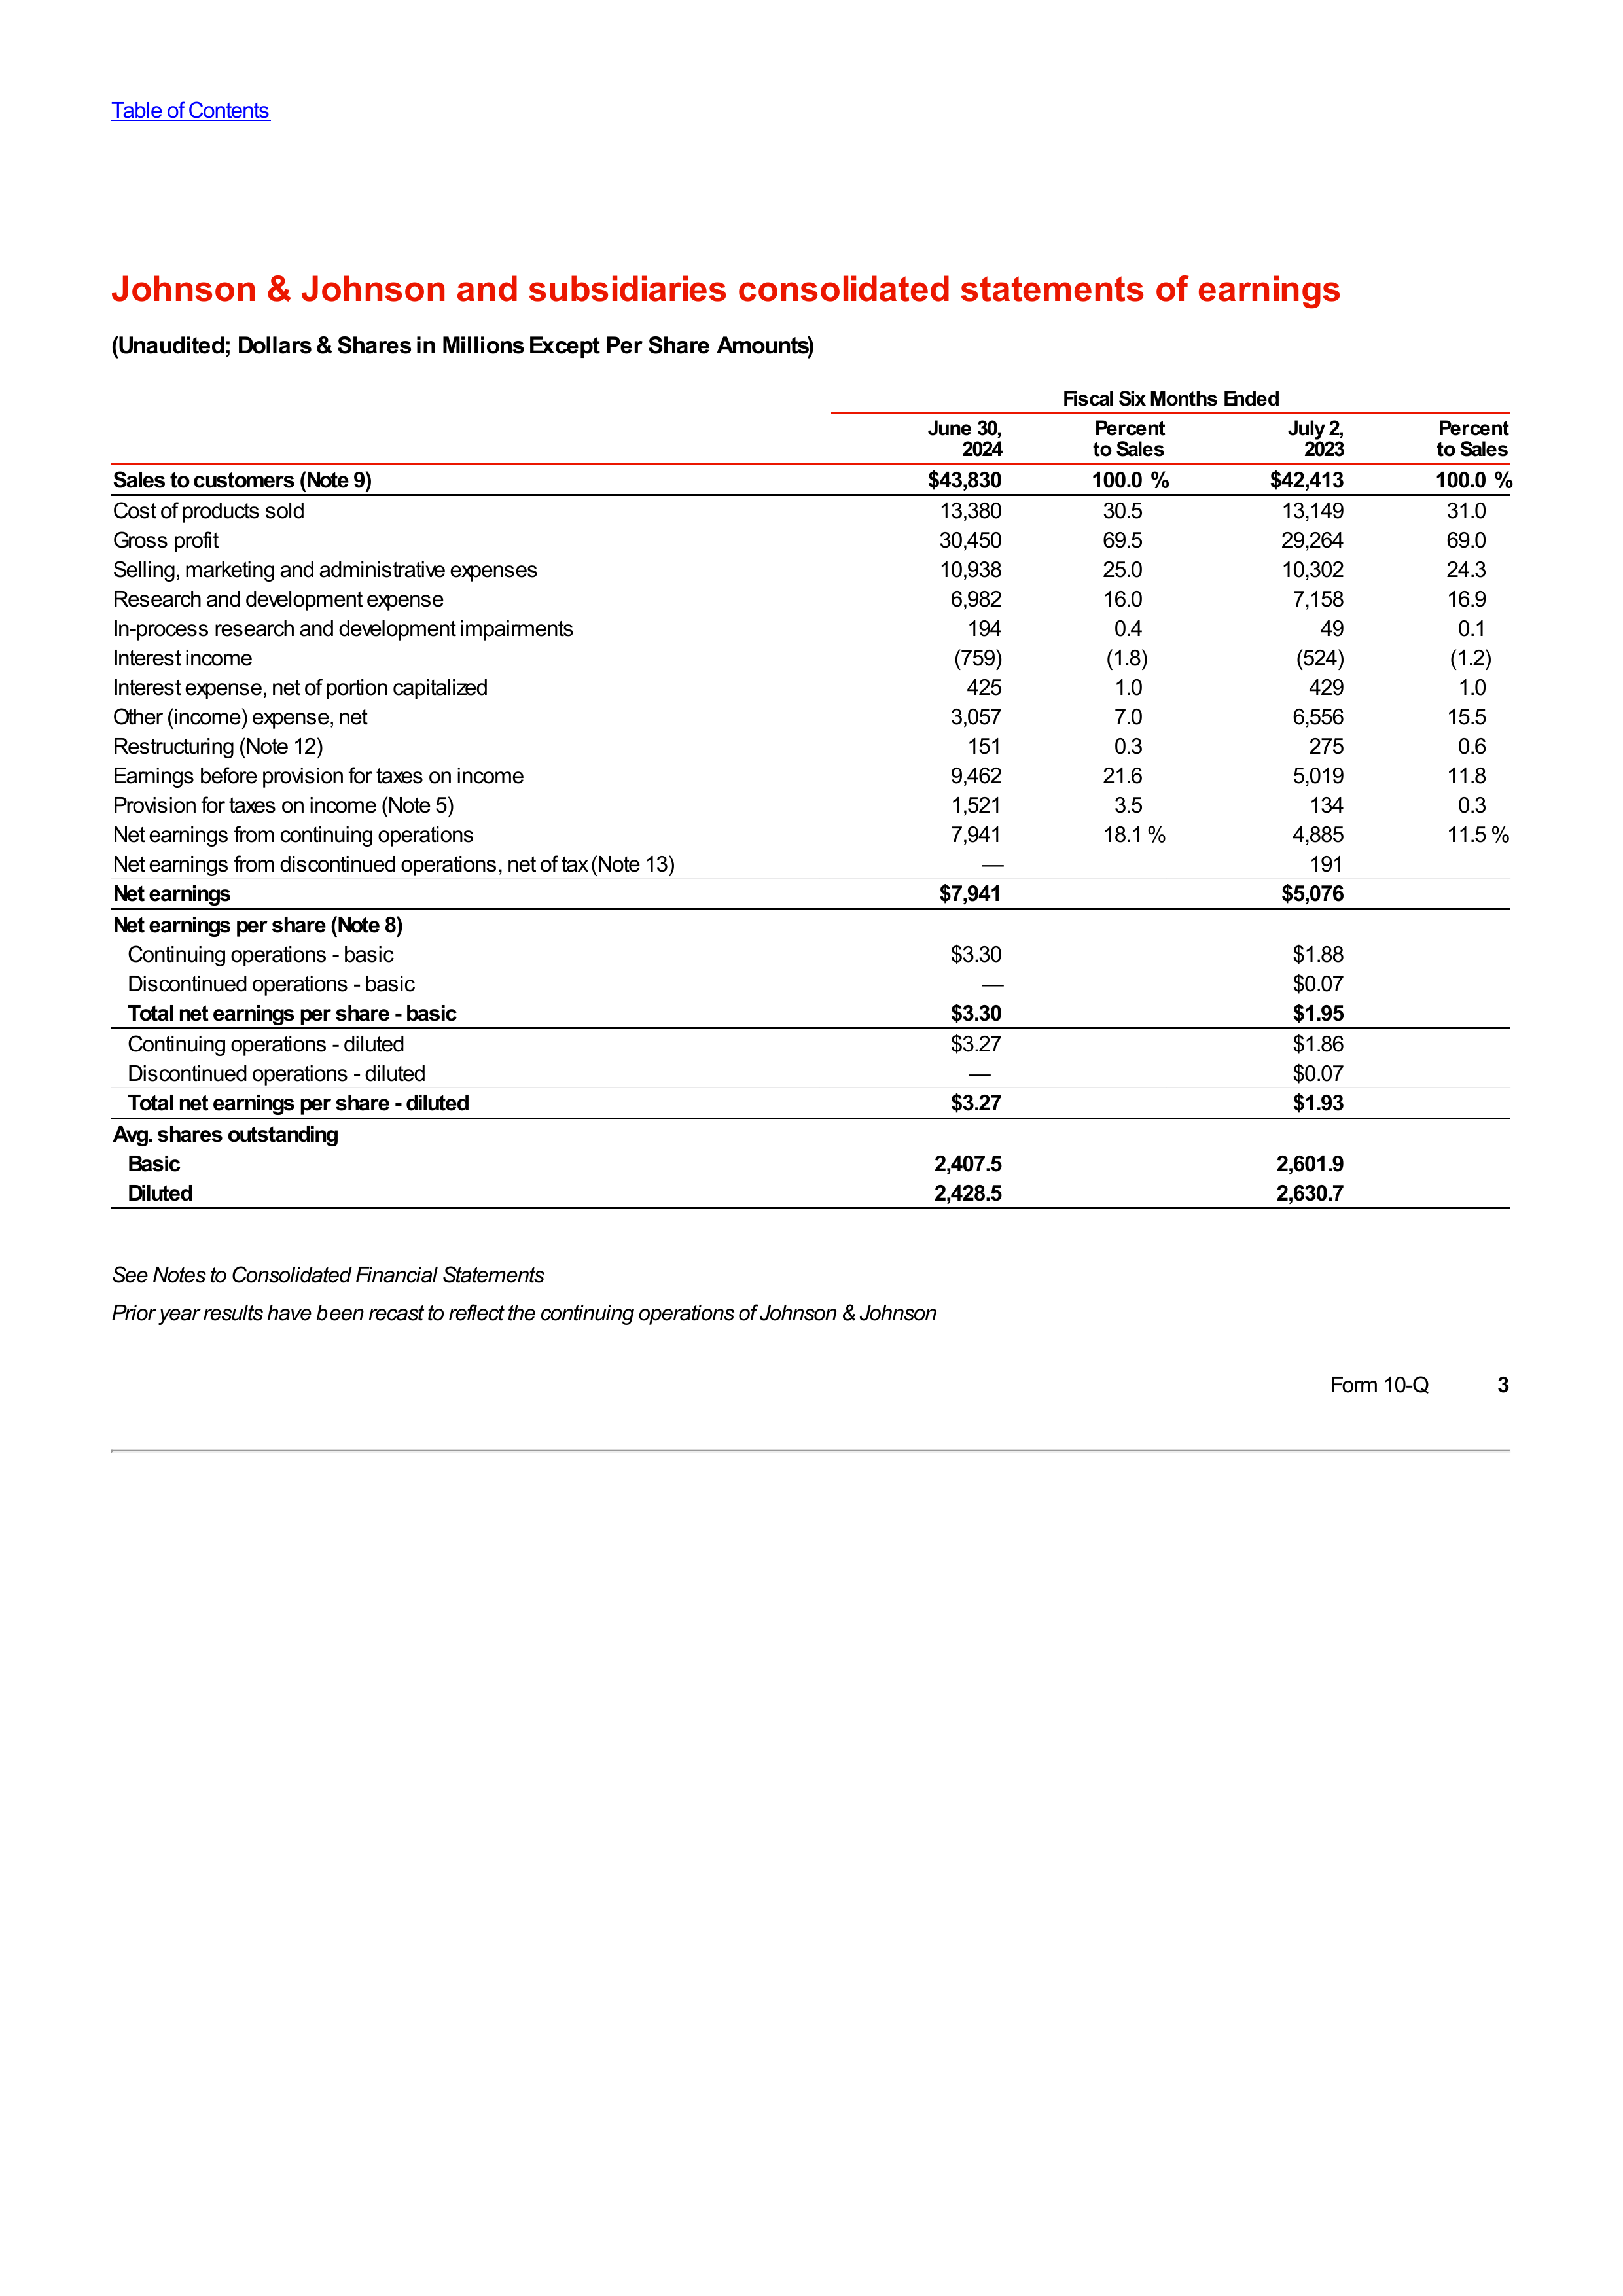 Table of Contents
Johnson & Johnson and subsidiaries consolidated statements of earnings
(Unaudited; Dollars & Shares in Millions Except Per Share Amounts)
Fiscal Six Months Ended
June 30, 2024 Percent to Sales July 2, 2023 Percent to Sales
Sales to customers (Note 9) $43,830 100.0 % $42,413 100.0 %
Cost of products sold 13,380 30.5 13,149 31.0
Gross profit 30,450 69.5 29,264 69.0
Selling, marketing and administrative expenses 10,938 25.0 10,302 24.3
Research and development expense 6,982 16.0 7,158 16.9
In-process research and development impairments 194 0.4 49 0.1
Interest income (759) (1.8) (524) (1.2)
Interest expense, net of portion capitalized 425 1.0 429 1.0
Other (income) expense, net 3,057 7.0 6,556 15.5
Restructuring (Note 12) 151 0.3 275 0.6
Earnings before provision for taxes on income 9,462 21.6 5,019 11.8
Provision for taxes on income (Note 5) 1,521 3.5 134 0.3
Net earnings from continuing operations 7,941 18.1 % 4,885 11.5 %
Net earnings from discontinued operations, net of tax (Note 13) — 191
Net earnings $7,941 $5,076
Net earnings per share (Note 8)
Continuing operations - basic $3.30 $1.88
Discontinued operations - basic — $0.07
Total net earnings per share - basic $3.30 $1.95
Continuing operations - diluted $3.27 $1.86
Discontinued operations - diluted — $0.07
Total net earnings per share - diluted $3.27 $1.93
Avg. shares outstanding
Basic 2,407.5 2,601.9
Diluted 2,428.5 2,630.7
See Notes to Consolidated Financial Statements
Prior year results have been recast to reflect the continuing operations of Johnson & Johnson
Form 10-Q 3